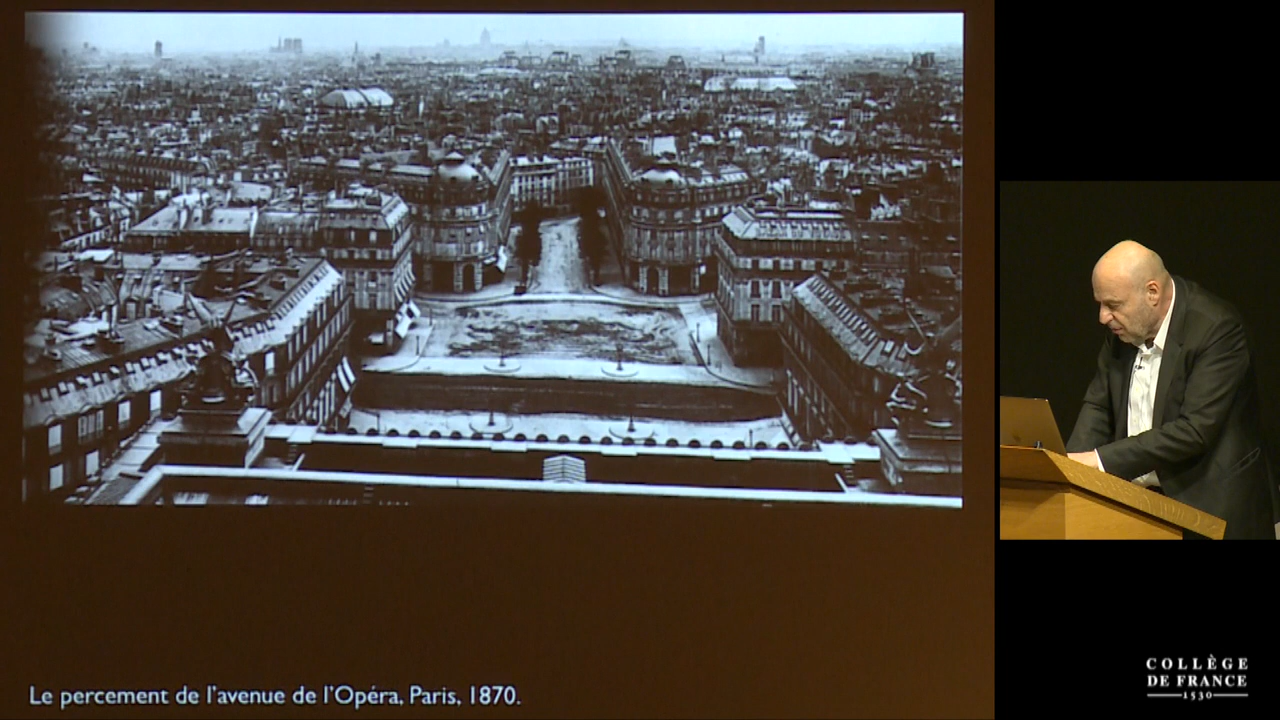 Le percement de l'avenue de l'Opéra, Paris, 1870.
COLLÈGE
DE FRANCE
1530